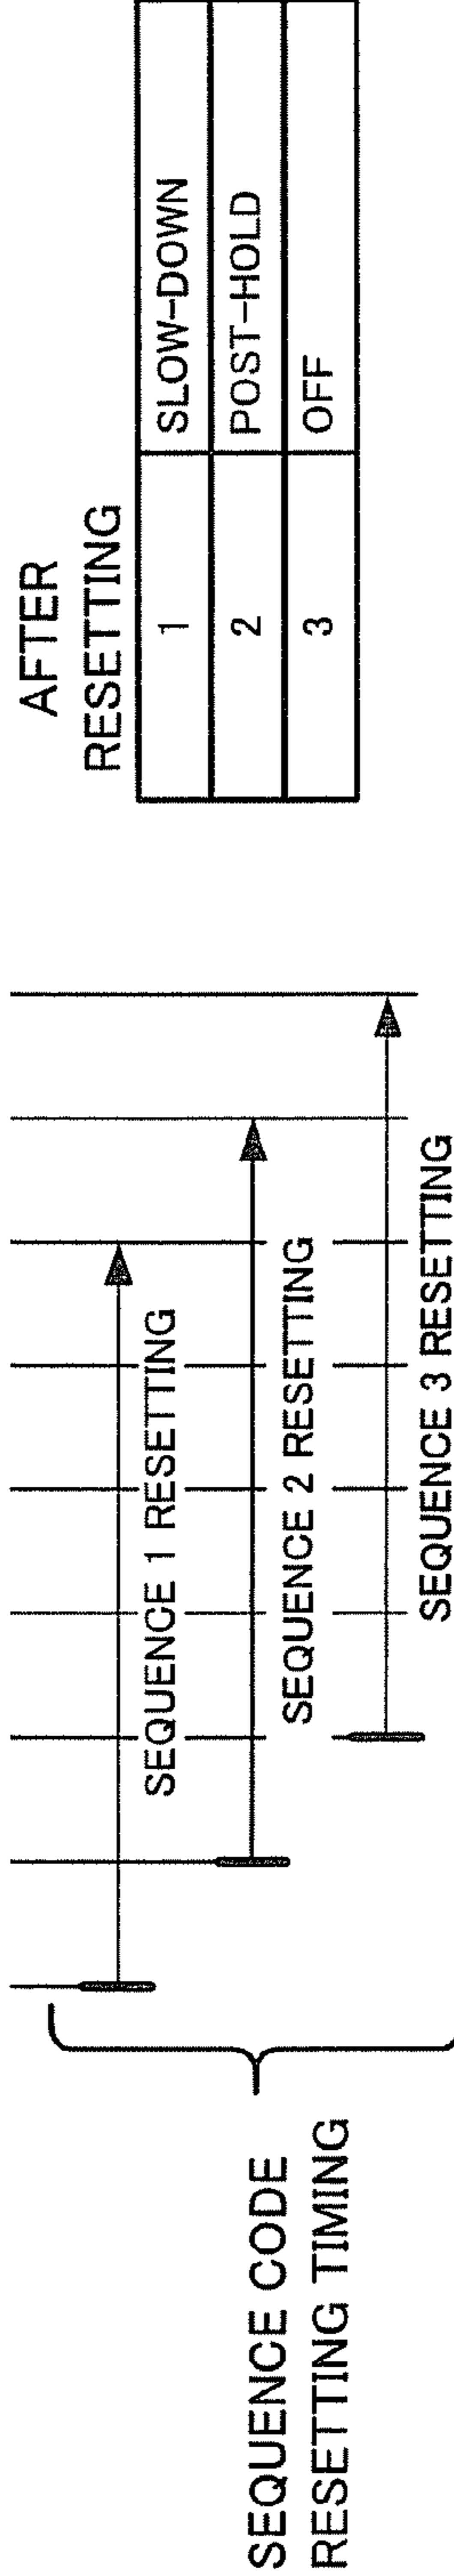 SEQUENCE CODE
RESETTING TIMING
SEQUENCE 1 RESETTING
SEQUENCE 2 RESETTING
SEQUENCE 3 RESETTING
AFTER
RESETTING
1 SLOW-DOWN
2 POST-HOLD
3 OFF